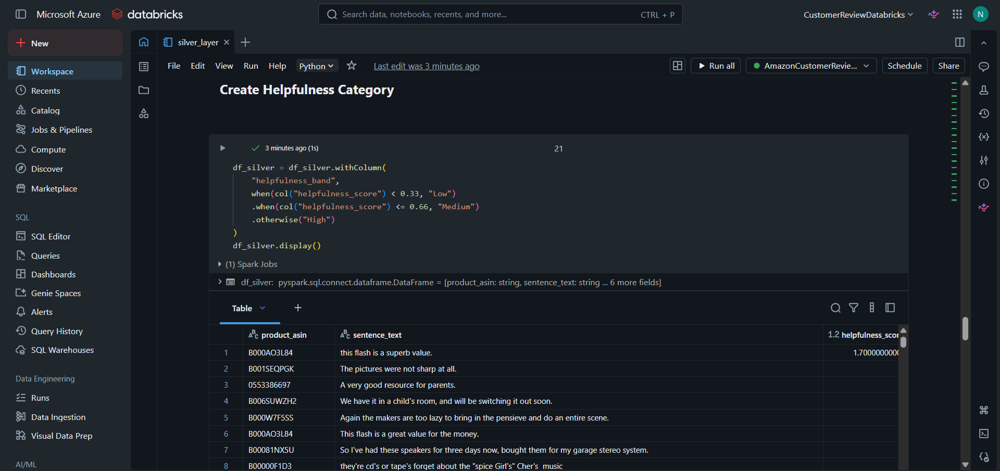 Microsoft Azure databricks
Search data, notebooks, recents, and more... CTRL + P
CustomerReviewDatabricks N
New
Workspace
Recents
Catalog
Jobs & Pipelines
Compute
Discover
Marketplace
SQL
SQL Editor
Queries
Dashboards
Genie Spaces
Alerts
Query History
SQL Warehouses
Data Engineering
Runs
Data Ingestion
Visual Data Prep
AI/ML
silver_layer
File Edit View Run Help Python Last edit was 3 minutes ago
Run all AmazonCustomerRevie... Schedule Share
Create Helpfulness Category
3 minutes ago (1s) 21
df_silver = df_silver.withColumn(
"helpfulness_band",
when(col("helpfulness_score") < 0.33, "Low")
.when(col("helpfulness_score") <= 0.66, "Medium")
.otherwise("High")
)
df_silver.display()
(1) Spark Jobs
df_silver: pyspark.sql.connect.dataframe.DataFrame = [product_asin: string, sentence_text: string ... 6 more fields]
Table
product_asin sentence_text 1.2 helpfulness_scor
1 B000AO3L84 this flash is a superb value. 1.7000000000
2 B001SEQPGK The pictures were not sharp at all.
3 0553386697 A very good resource for parents.
4 B006SUWZH2 We have it in a child's room, and will be switching it out soon.
5 B000W7F5SS Again the makers are too lazy to bring in the pensieve and do an entire scene.
6 B000AO3L84 This flash is a great value for the money.
7 B00081NX5U So I've had these speakers for three days now, bought them for my garage stereo system.
8 B00000F1D3 they're cd's or tape's forget about the "spice Girl's" Cher's music